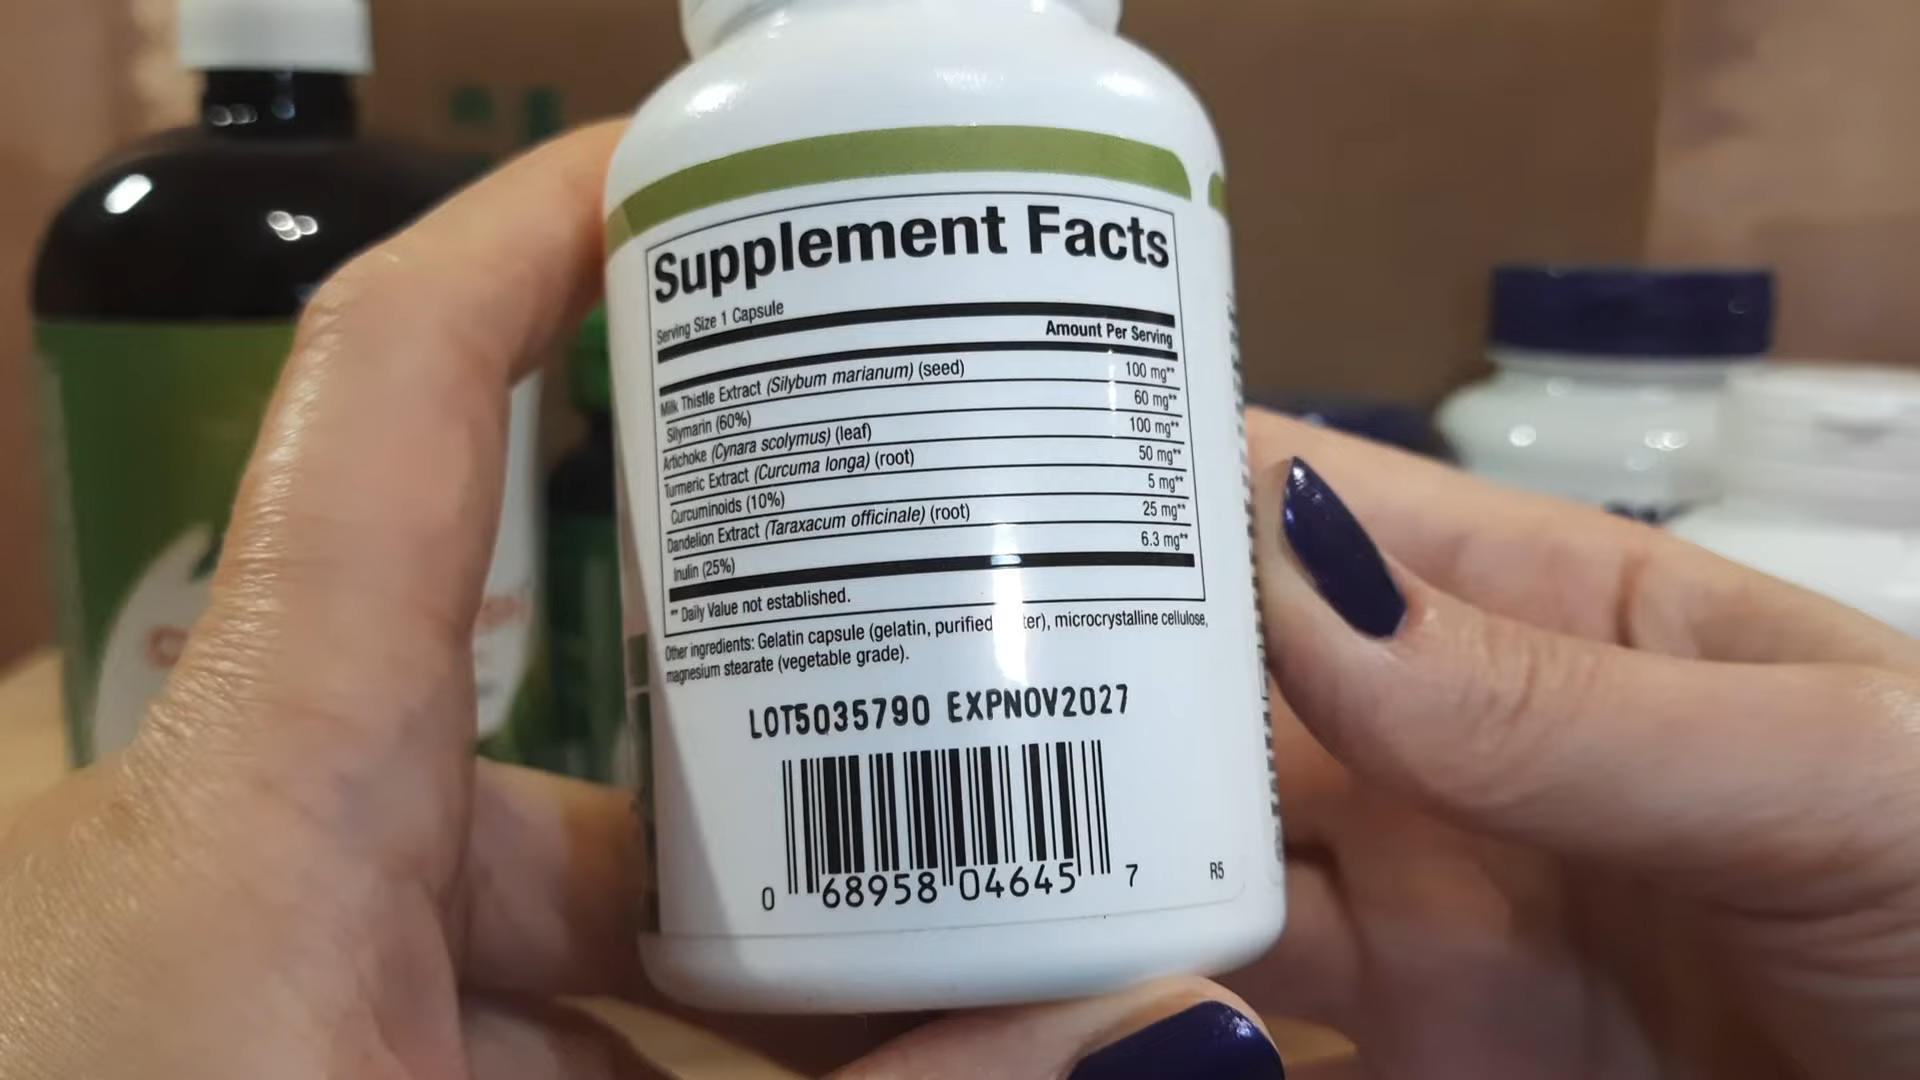 Supplement Facts
Serving Size 1 Capsule
Amount Per Serving
Milk Thistle Extract (Silybum marianum) (seed) 100 mg**
Silymarin (60%) 60 mg**
Artichoke (Cynara scolymus) (leaf) 100 mg**
Turmeric Extract (Curcuma longa) (root) 50 mg**
Curcuminoids (10%) 5 mg**
Dandelion Extract (Taraxacum officinale) (root) 25 mg**
Inulin (25%) 6.3 mg**
** Daily Value not established.
Other ingredients: Gelatin capsule (gelatin, purified ter), microcrystalline cellulose,
magnesium stearate (vegetable grade).
LOT5035790 EXPNOV2027
0 68958 04645 7
R5